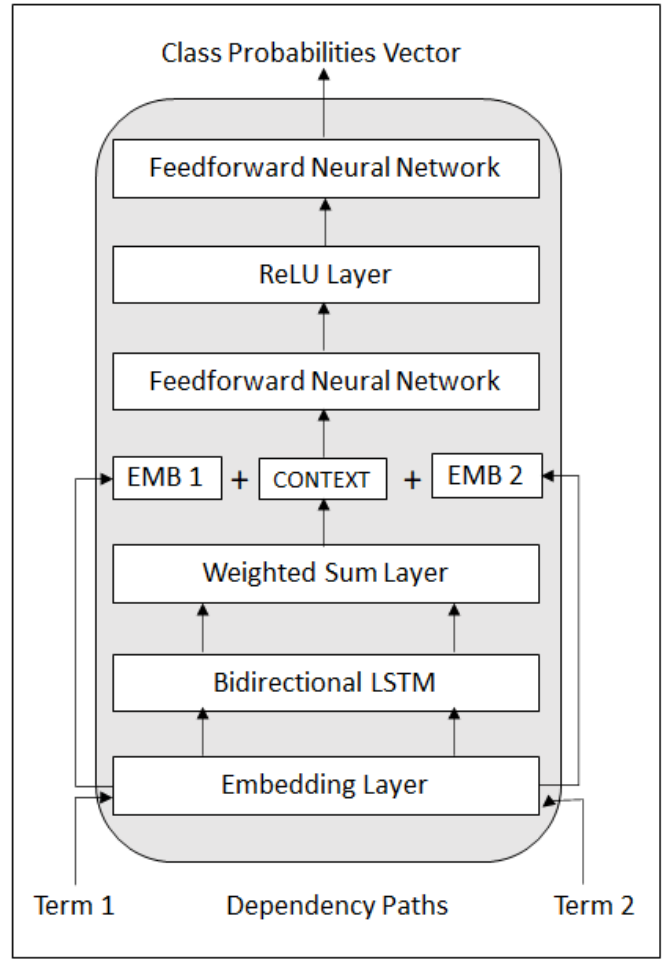 Class Probabilities Vector
Feedforward Neural Network
ReLU Layer
Feedforward Neural Network
EMB 1 + CONTEXT + EMB 2
Weighted Sum Layer
Bidirectional LSTM
Embedding Layer
Term 1 Dependency Paths Term 2